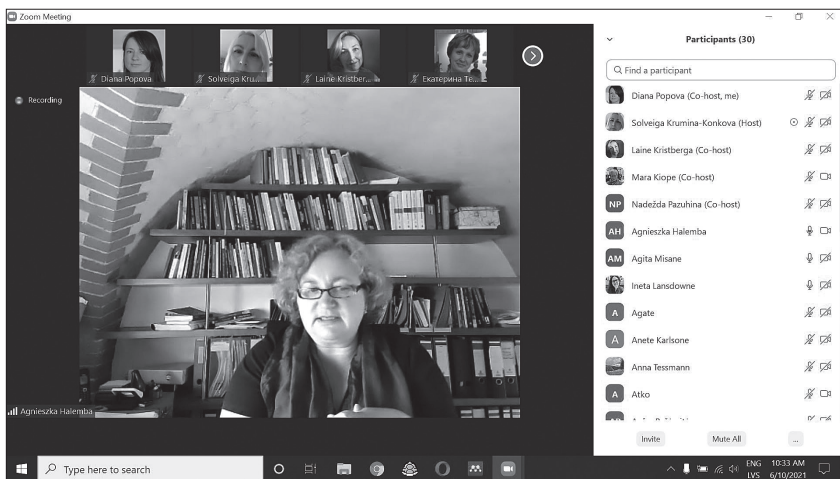 Zoom Meeting
Diana Popova
Solveiga Kru...
Laine Kristber...
Екатерина Те...
Recording
Agnieszka Halemba
Participants (30)
Find a participant
Diana Popova (Co-host, me)
Solveiga Krumina-Konkova (Host)
Laine Kristberga (Co-host)
Mara Kiope (Co-host)
NP Nadežda Pazuhina (Co-host)
AH Agnieszka Halemba
AM Agita Misane
Ineta Lansdowne
A Agate
A Anete Karlsone
Anna Tessmann
A Atko
Invite Mute All ...
Type here to search
ENG 10:33 AM
LVS 6/10/2021